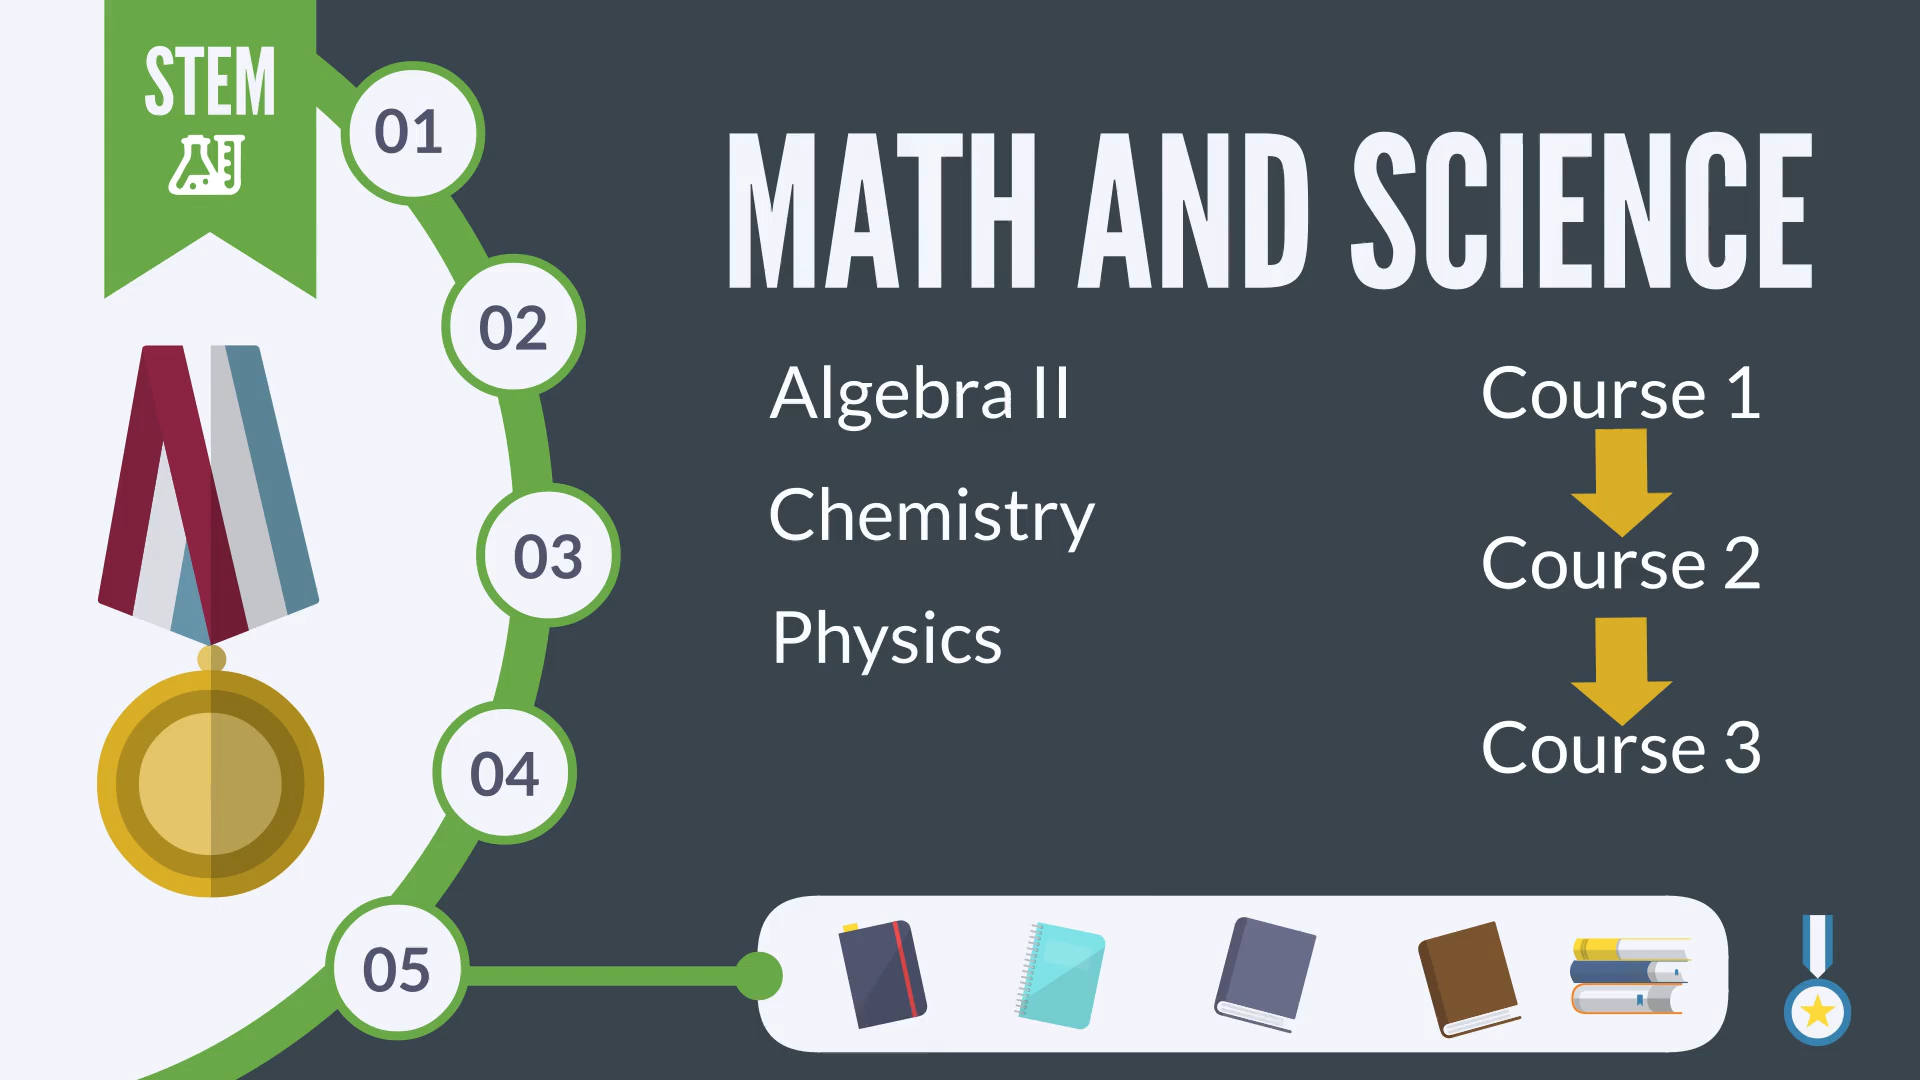 STEM
01
02
03
04
05
MATH AND SCIENCE
Algebra II
Chemistry
Physics
Course 1
Course 2
Course 3